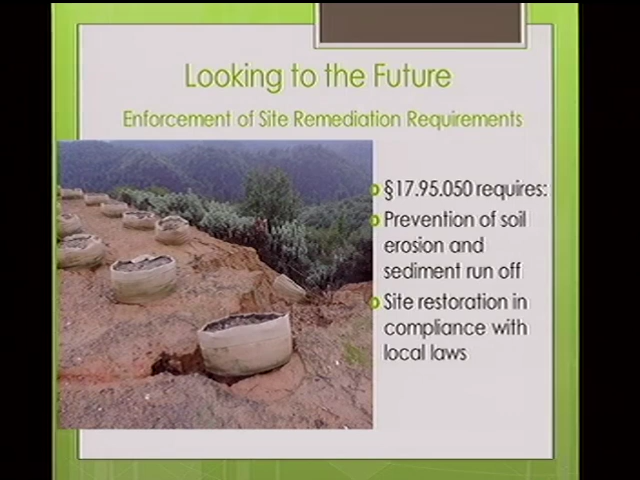 Looking to the Future
Enforcement of Site Remediation Requirements
§17.95.050 requires:
Prevention of soil
erosion and
sediment run off
Site restoration in
compliance with
local laws